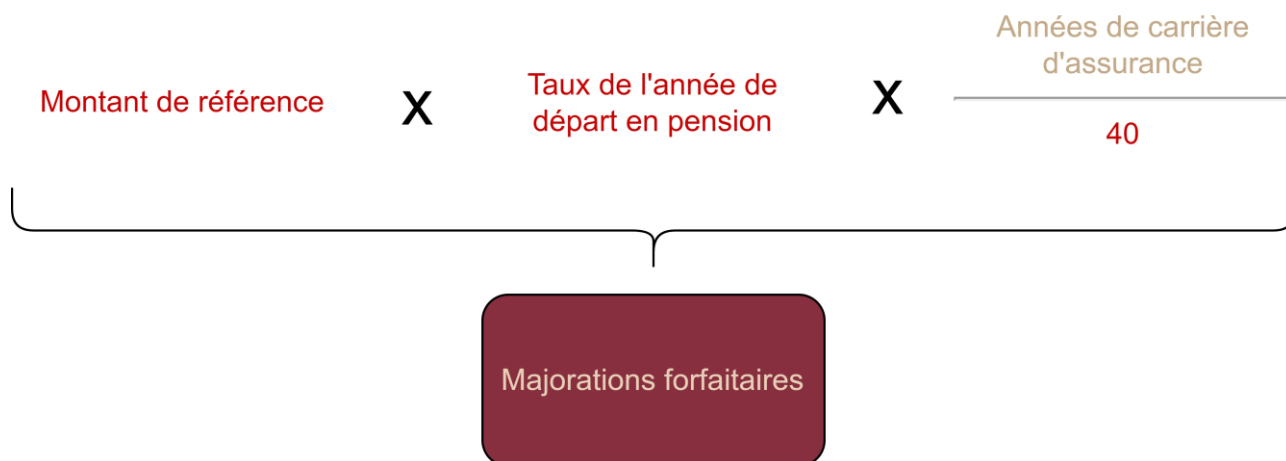 Montant de référence
X
Taux de l'année de
départ en pension
X
Années de carrière
d'assurance
40
Majorations forfaitaires